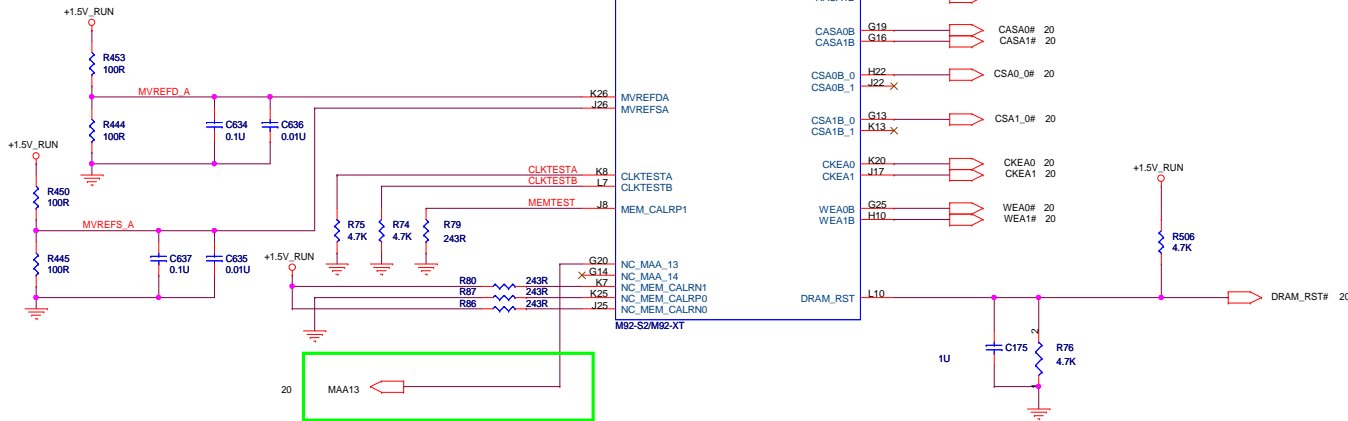 +1.5V_RUN
R453
100R
MVREFD_A
R444
100R
C634
0.1U
C636
0.01U
+1.5V_RUN
R450
100R
MVREFS_A
R445
100R
C637
0.1U
C635
0.01U
+1.5V_RUN
CLKTESTA
CLKTESTB
MEMTEST
R75
4.7K
R74
4.7K
R79
243R
R80 243R
R87 243R
R86 243R
K26 MVREFDA
J26 MVREFSA
K8 CLKTESTA
L7 CLKTESTB
J8 MEM_CALRP1
G20 NC_MAA_13
G14 NC_MAA_14
K7 NC_MEM_CALRN1
K25 NC_MEM_CALRP0
J25 NC_MEM_CALRN0
M92-S2/M92-XT
20 MAA13
CASA0B G19 CASA0# 20
CASA1B G16 CASA1# 20
CSA0B_0 H22 CSA0_0# 20
CSA0B_1 J22
CSA1B_0 G13 CSA1_0# 20
CSA1B_1 K13
CKEA0 K20 CKEA0 20
CKEA1 J17 CKEA1 20
WEA0B G25 WEA0# 20
WEA1B H10 WEA1# 20
+1.5V_RUN
R506
4.7K
DRAM_RST L10 DRAM_RST# 20
1U
C175
2
R76
4.7K
1